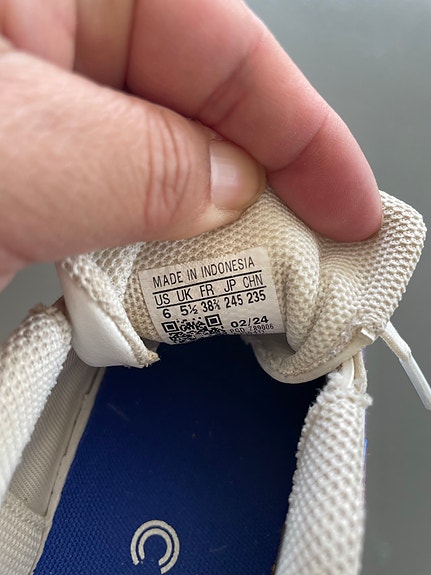 MADE IN INDONESIA
US UK FR JP CHN
6 5½ 38⅔ 245 235
02/24